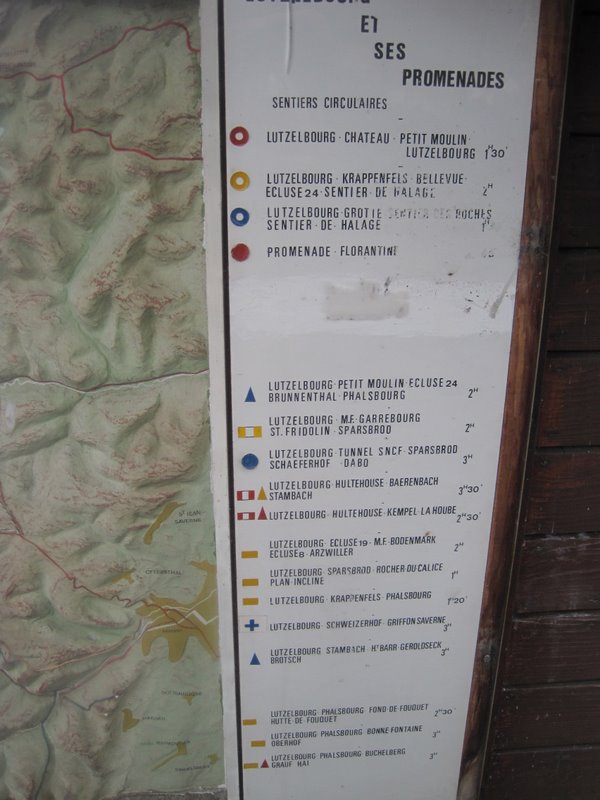 LUTZELBOURG
ET
SES
PROMENADES
SENTIERS CIRCULAIRES
LUTZELBOURG · CHATEAU · PETIT MOULIN·
LUTZELBOURG 1H30'
LUTZELBOURG · KRAPPENFELS · BELLEVUE·
ECLUSE 24 · SENTIER · DE HALAGE 2H
LUTZELBOURG·GROTTE SENTIER DES ROCHES
SENTIER · DE · HALAGE 1H
PROMENADE · FLORANTINE
LUTZELBOURG·PETIT MOULIN·ECLUSE 24
BRUNNENTHAL·PHALSBOURG 2H
LUTZELBOURG · M.F. GARREBOURG
ST. FRIDOLIN · SPARSBROD 2H
LUTZELBOURG·TUNNEL SNCF·SPARSBROD
SCHAEFERHOF · DABO 3H
LUTZELBOURG·HULTEHOUSE·BAERENBACH
STAMBACH 3H30'
LUTZELBOURG· HULTEHOUSE·KEMPEL·LA HOUBE
2H30'
LUTZELBOURG· ECLUSE 19·M.F.·BODENMARK
ECLUSE 8·ARZWILLER 2H
LUTZELBOURG· SPARSBROD·ROCHER DU CALICE
PLAN·INCLINE 1H
LUTZELBOURG· KRAPPENFELS·PHALSBOURG 1H20'
LUTZELBOURG· SCHWEIZERHOF·GRIFFON SAVERNE
3H
LUTZELBOURG STAMBACH·Ht BARR·GEROLDSECK
BROTSCH 3H
LUTZELBOURG·PHALSBOURG FOND·DE·FOUQUET
HUTTE DE FOUQUET 2H30'
LUTZELBOURG PHALSBOURG BONNE·FONTAINE
OBERHOF 3H
LUTZELBOURG PHALSBOURG BUCHELBERG
GRAUF HAI 3H
ST JEAN
SAVERNE
OTTERSTHAL